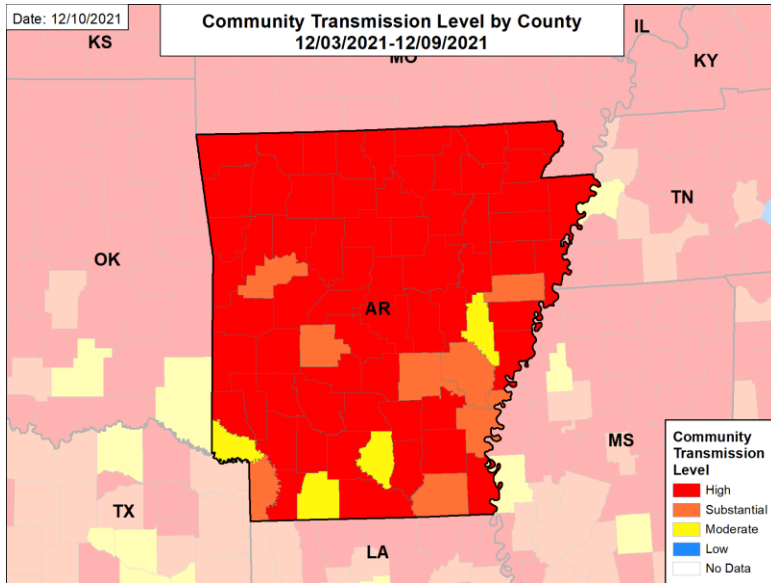 Date: 12/10/2021
Community Transmission Level by County
12/03/2021-12/09/2021
KS
MO
IL
KY
TN
OK
AR
MS
TX
LA
Community
Transmission
Level
High
Substantial
Moderate
Low
No Data